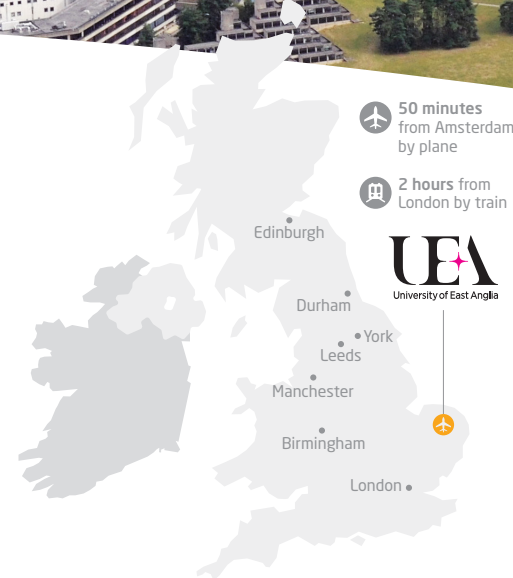 50 minutes
from Amsterdam
by plane
2 hours from
London by train
UEA
University of East Anglia
Edinburgh
Durham
York
Leeds
Manchester
Birmingham
London